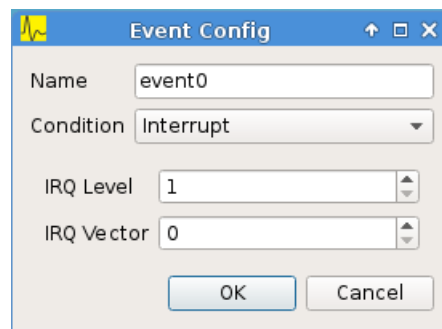 Event Config
Name event0
Condition Interrupt
IRQ Level 1
IRQ Vector 0
OK Cancel